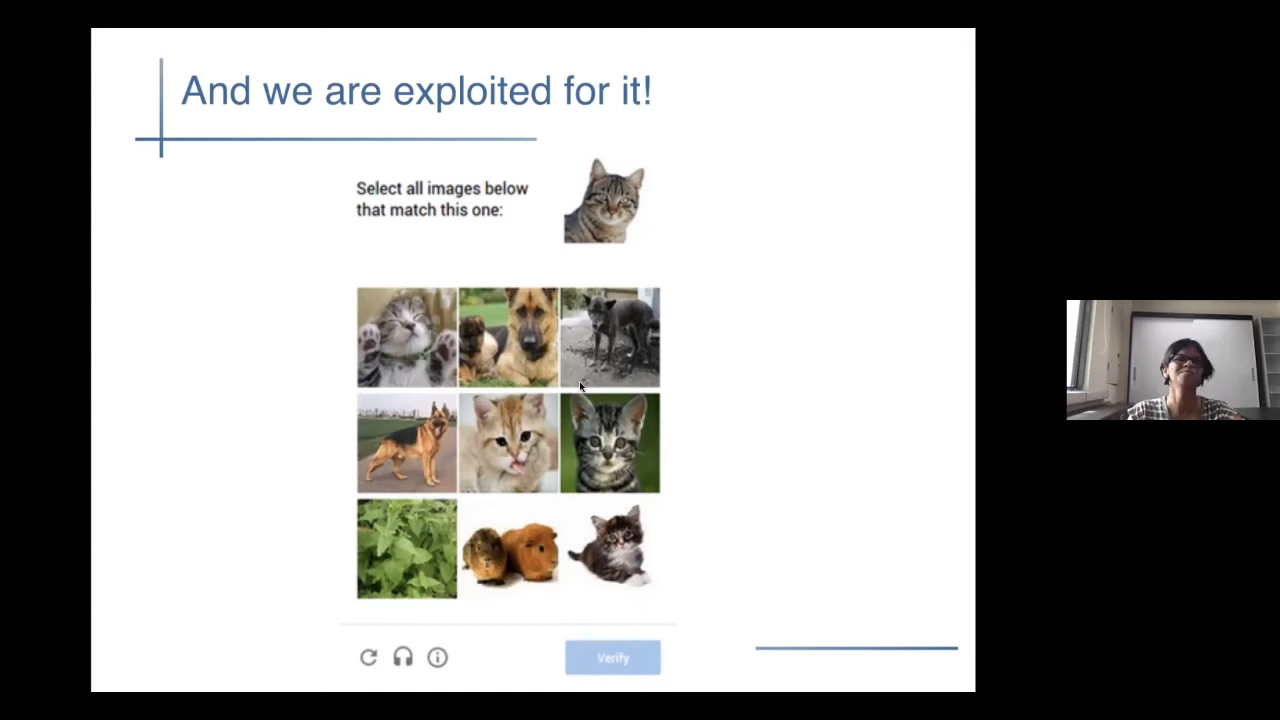 And we are exploited for it!
Select all images below
that match this one:
Verify